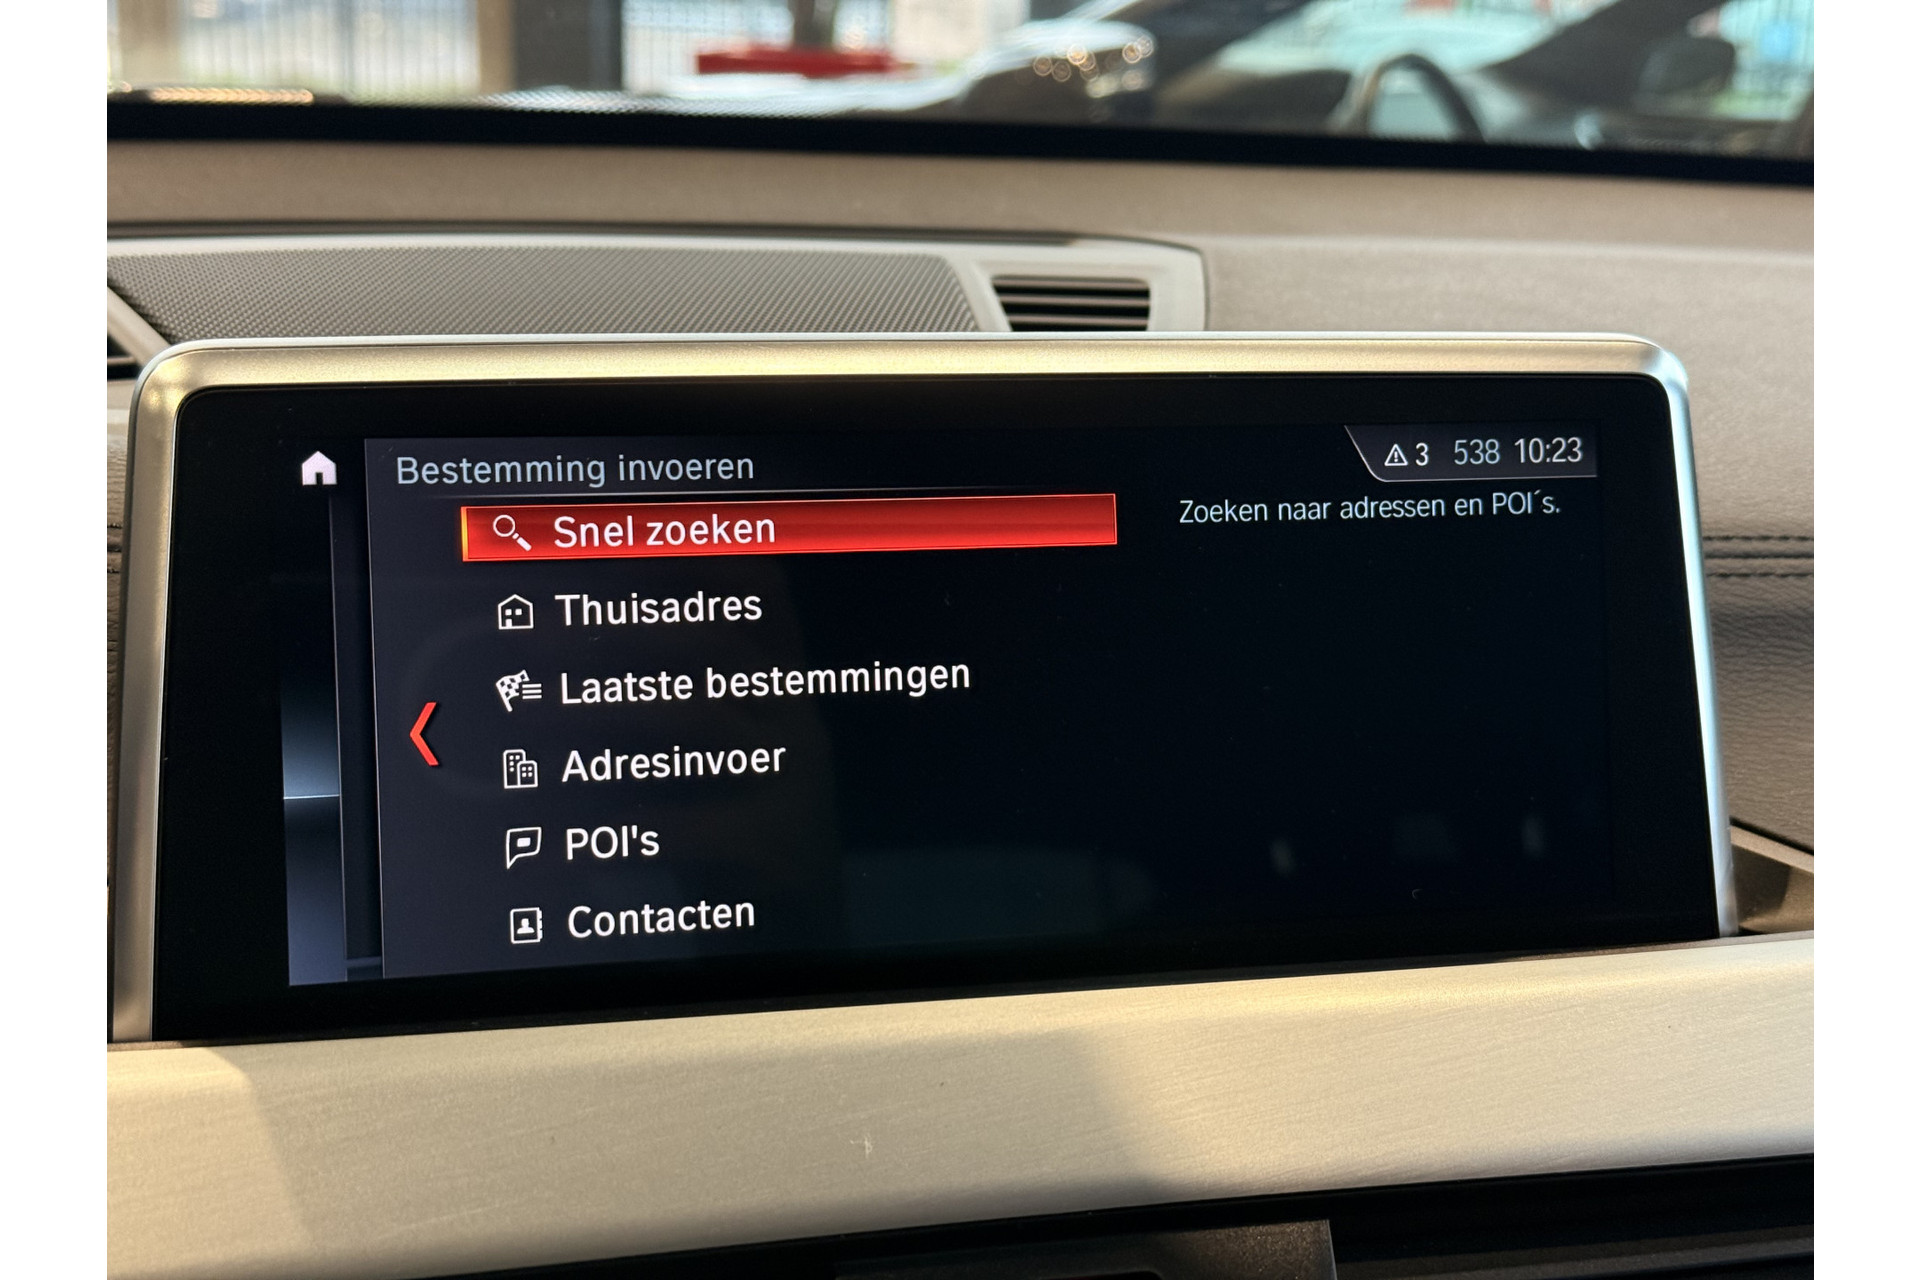 Bestemming invoeren
3 538 10:23
Snel zoeken
Zoeken naar adressen en POI´s.
Thuisadres
Laatste bestemmingen
Adresinvoer
POI's
Contacten